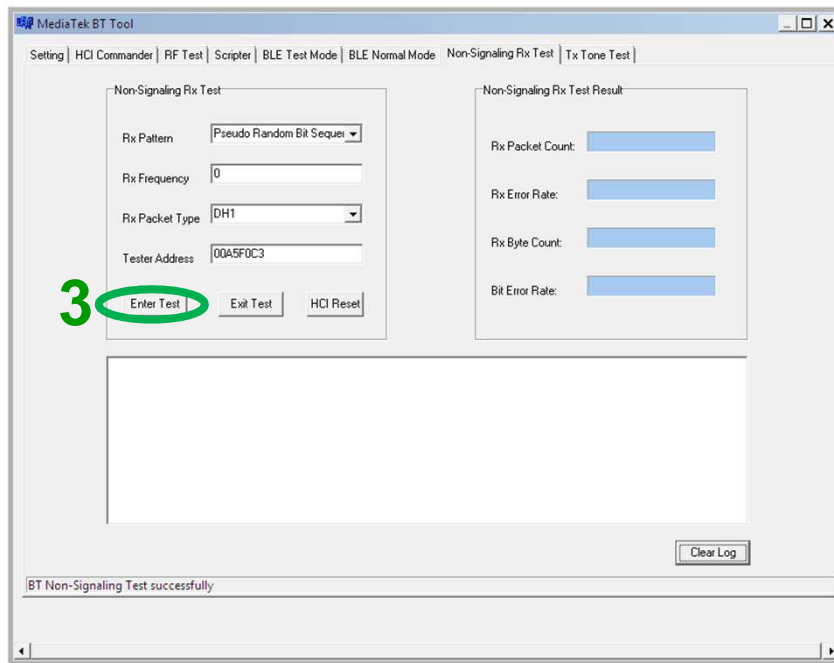 MediaTek BT Tool
Setting HCI Commander RF Test Scripter BLE Test Mode BLE Normal Mode Non-Signaling Rx Test Tx Tone Test
Non-Signaling Rx Test
Rx Pattern Pseudo Random Bit Sequer
Rx Frequency 0
Rx Packet Type DH1
Tester Address 00A5F0C3
3 Enter Test Exit Test HCI Reset
Non-Signaling Rx Test Result
Rx Packet Count:
Rx Error Rate:
Rx Byte Count:
Bit Error Rate:
Clear Log
BT Non-Signaling Test successfully